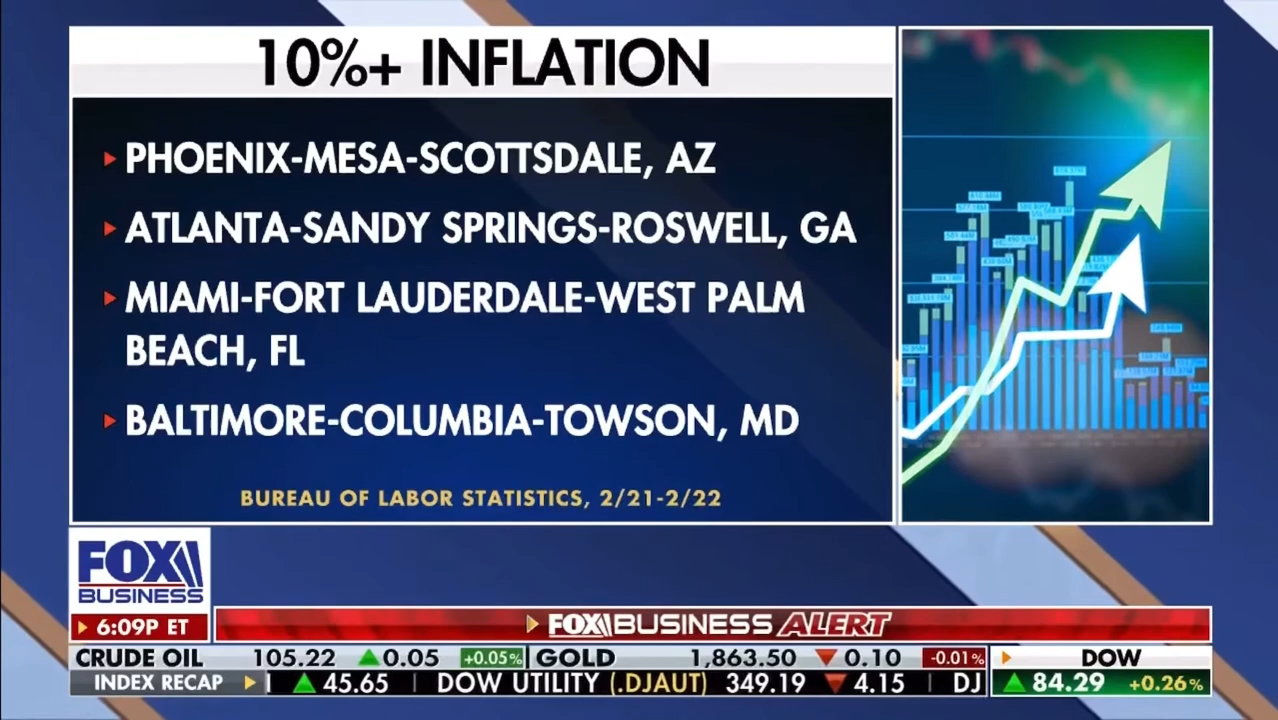 10%+ INFLATION
PHOENIX-MESA-SCOTTSDALE, AZ
ATLANTA-SANDY SPRINGS-ROSWELL, GA
MIAMI-FORT LAUDERDALE-WEST PALM
BEACH, FL
BALTIMORE-COLUMBIA-TOWSON, MD
BUREAU OF LABOR STATISTICS, 2/21-2/22
FOX
BUSINESS
6:09P ET
FOX BUSINESS ALERT
CRUDE OIL 105.22 ▲0.05 +0.05% GOLD 1,863.50 ▼0.10 -0.01% DOW
INDEX RECAP ▲45.65 | DOW UTILITY (.DJAUT) 349.19 ▼4.15 | DJ ▲84.29 +0.26%